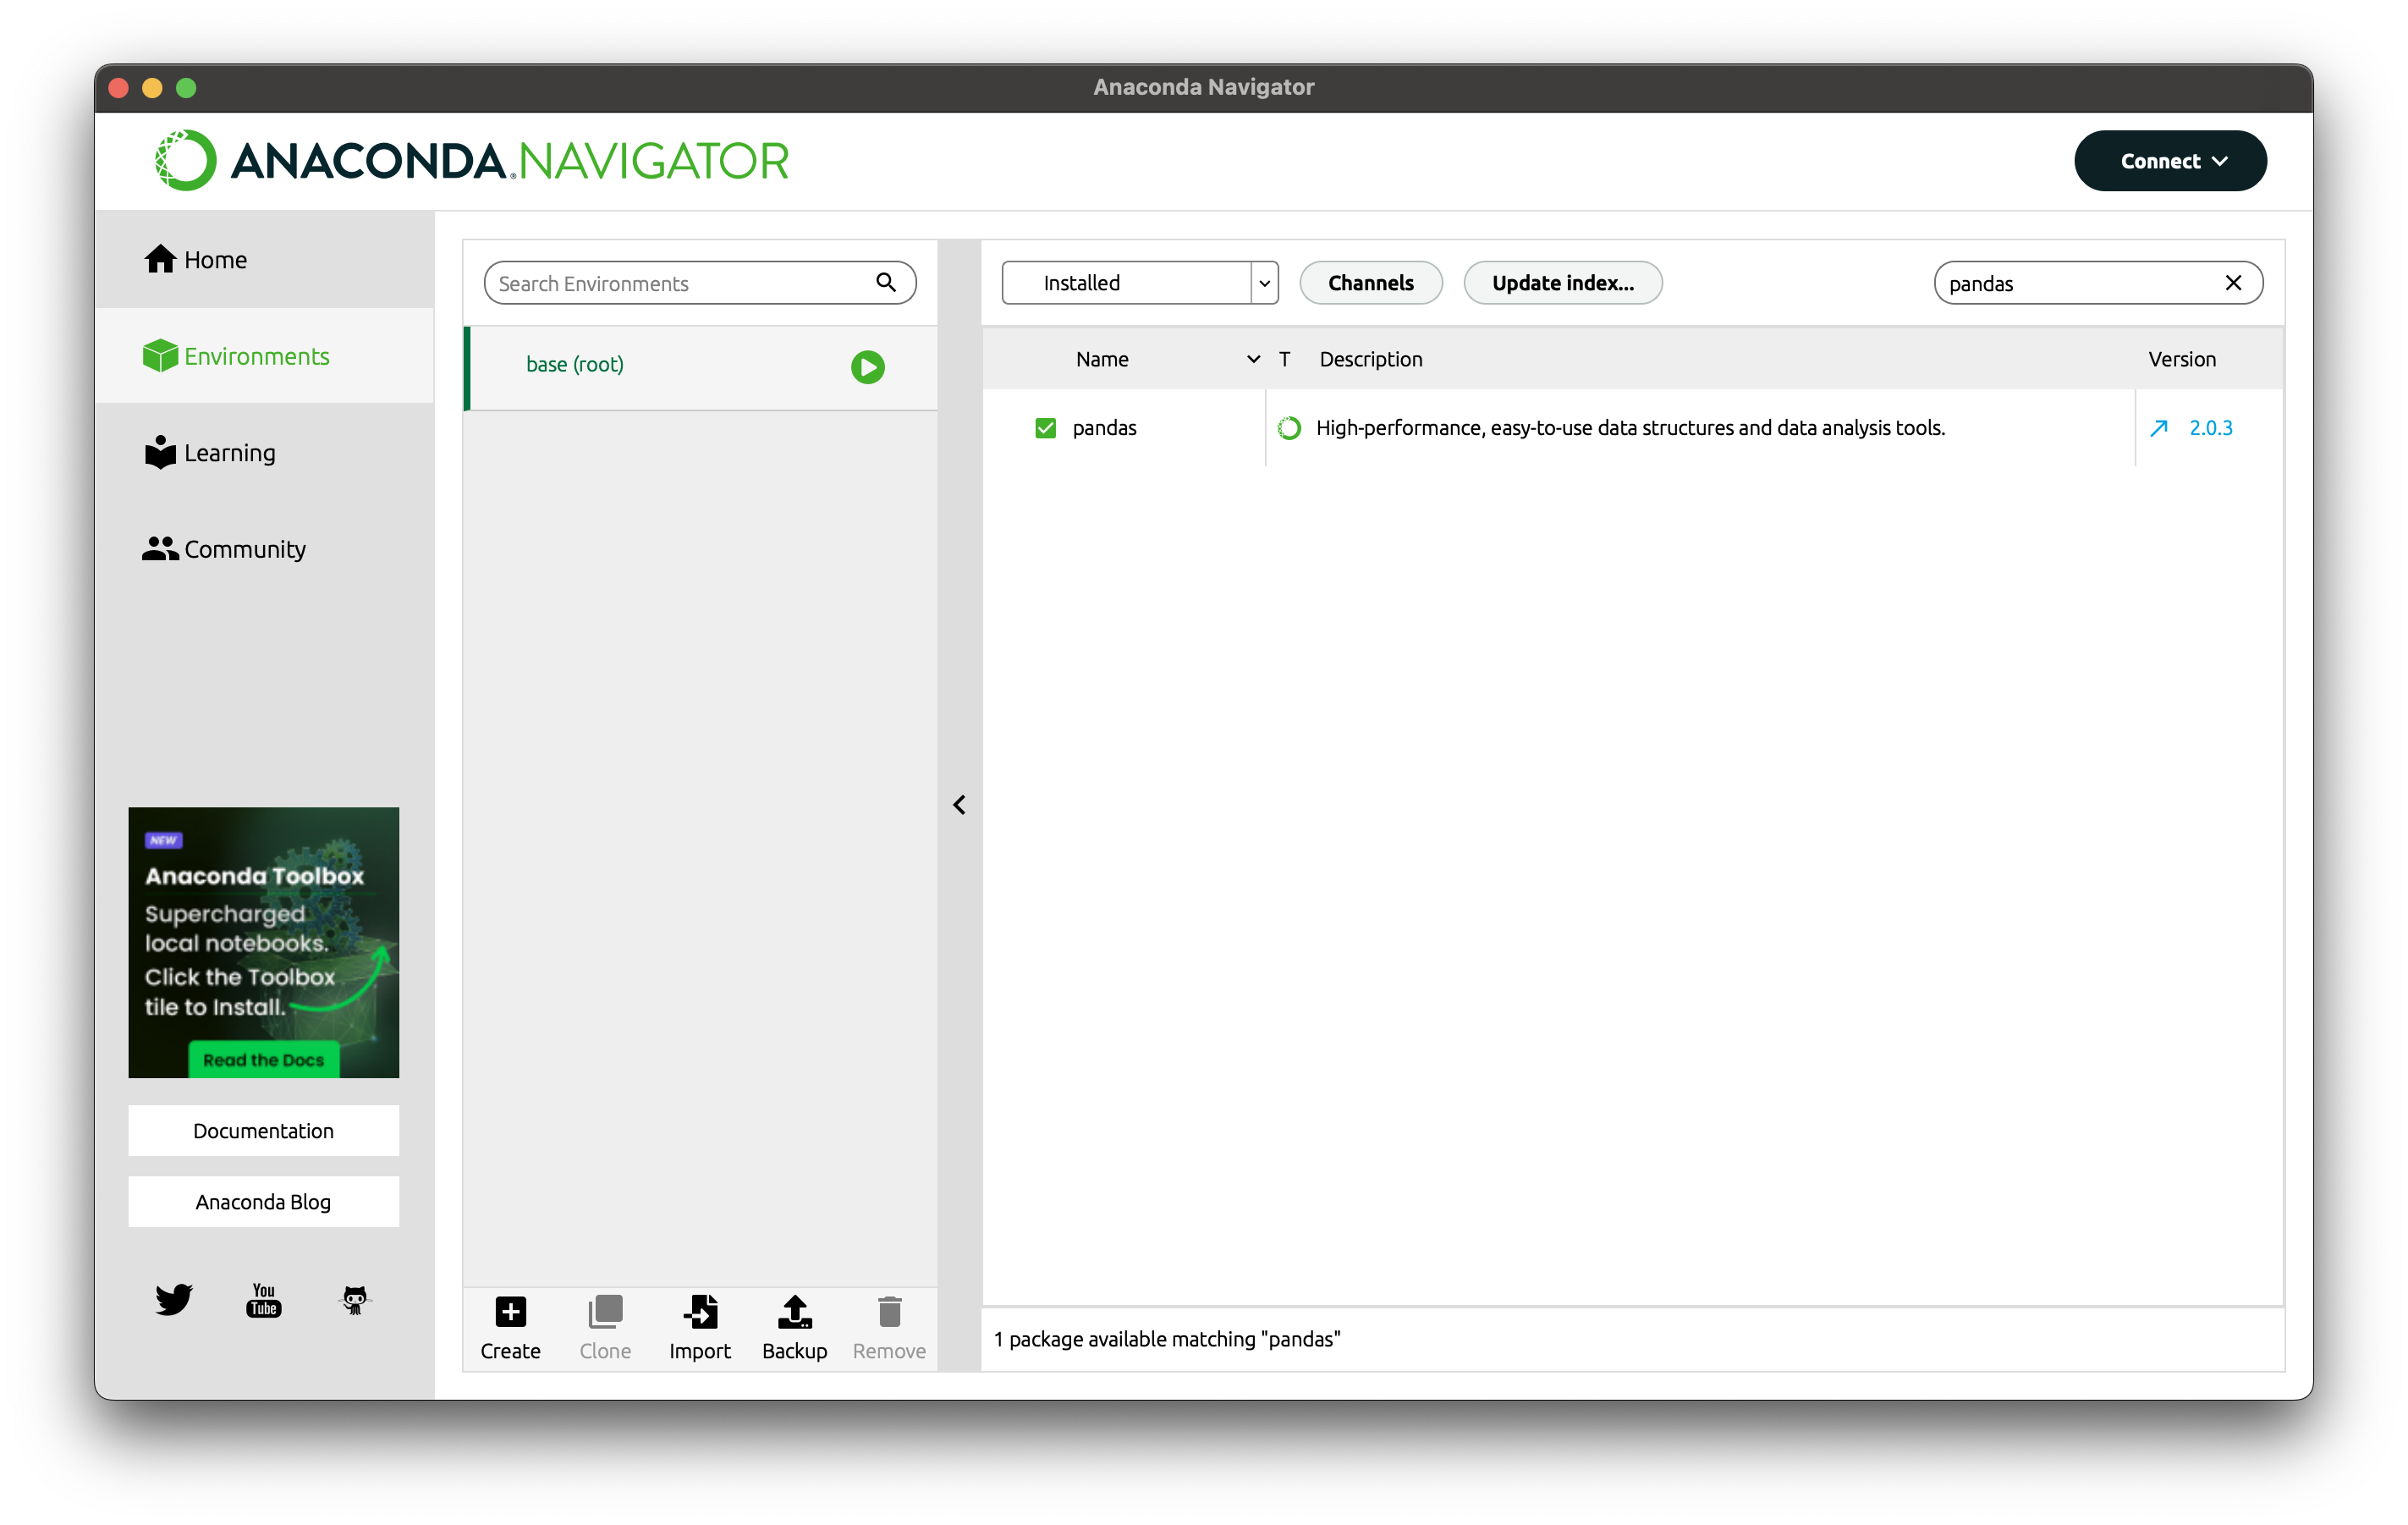 Anaconda Navigator
ANACONDA.NAVIGATOR
Connect
Home
Environments
Learning
Community
NEW
Anaconda Toolbox
Supercharged
local notebooks.
Click the Toolbox
tile to Install.
Read the Docs
Documentation
Anaconda Blog
You
Tube
Search Environments
base (root)
Create
Clone
Import
Backup
Remove
Installed
Channels
Update index...
pandas
Name T Description Version
pandas High-performance, easy-to-use data structures and data analysis tools. 2.0.3
1 package available matching "pandas"